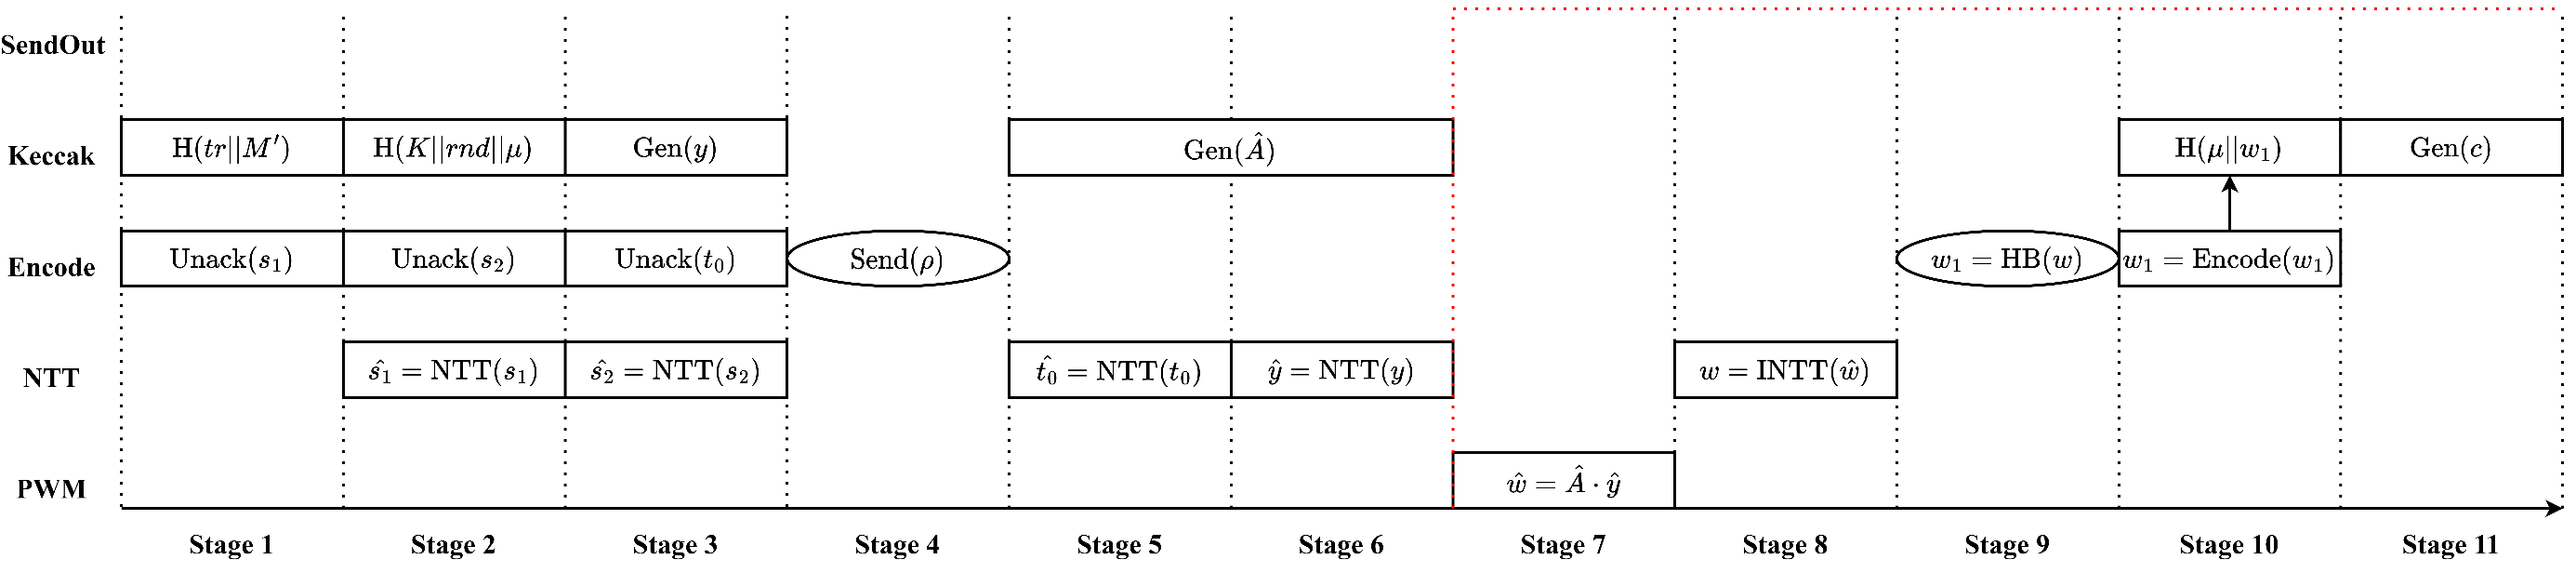 SendOut
Keccak H(tr||M′) H(K||rnd||μ) Gen(y) Gen(Â) H(μ||w₁) Gen(c)
Encode Unack(s₁) Unack(s₂) Unack(t₀) Send(ρ) w₁ = HB(w) w₁ = Encode(w₁)
NTT ŝ₁ = NTT(s₁) ŝ₂ = NTT(s₂) t̂₀ = NTT(t₀) ŷ = NTT(y) w = INTT(ŵ)
PWM ŵ = Â · ŷ
Stage 1 Stage 2 Stage 3 Stage 4 Stage 5 Stage 6 Stage 7 Stage 8 Stage 9 Stage 10 Stage 11